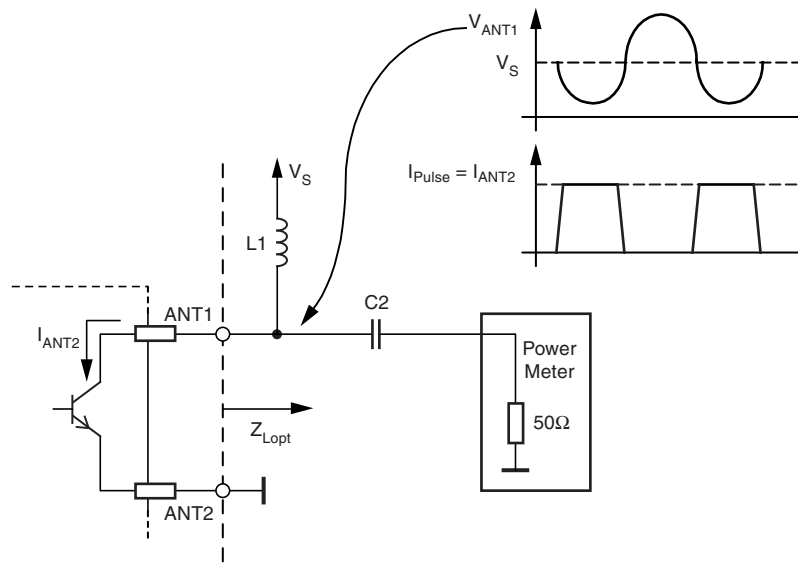 V_ANT1
V_S
I_Pulse = I_ANT2
V_S
L1
C2
ANT1
I_ANT2
Power
Meter
50Ω
Z_Lopt
ANT2